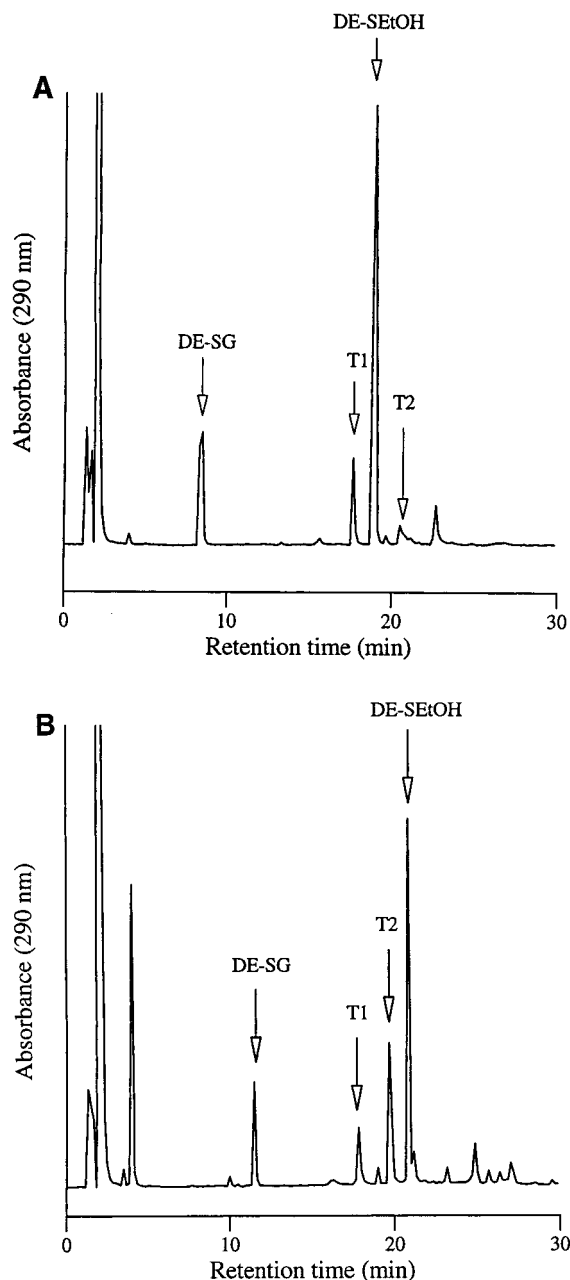 DE-SEtOH
A
DE-SG
T1
T2
Absorbance (290 nm)
0
10
20
30
Retention time (min)
B
DE-SEtOH
T2
DE-SG
T1
Absorbance (290 nm)
0
10
20
30
Retention time (min)